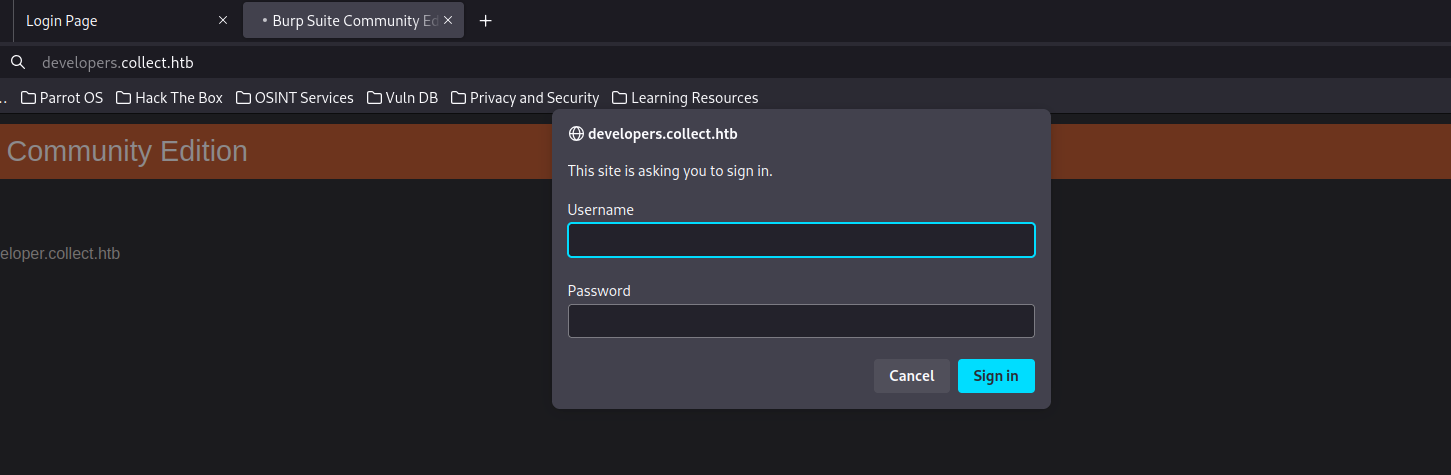 Login Page
• Burp Suite Community Ed
developers.collect.htb
.. Parrot OS Hack The Box OSINT Services Vuln DB Privacy and Security Learning Resources
developers.collect.htb
Community Edition
This site is asking you to sign in.
Username
eloper.collect.htb
Password
Cancel Sign in